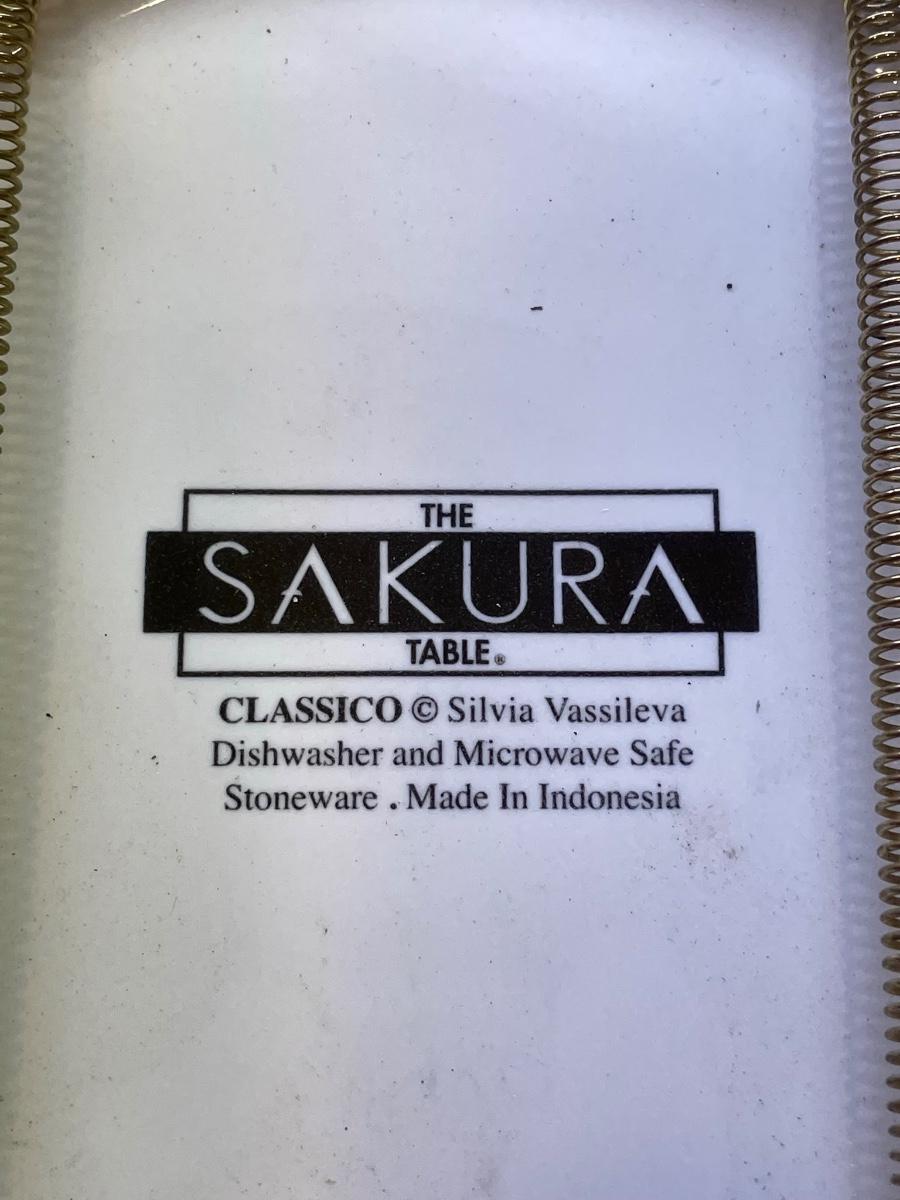 THE
SAKURA
TABLE®
CLASSICO © Silvia Vassileva
Dishwasher and Microwave Safe
Stoneware . Made In Indonesia